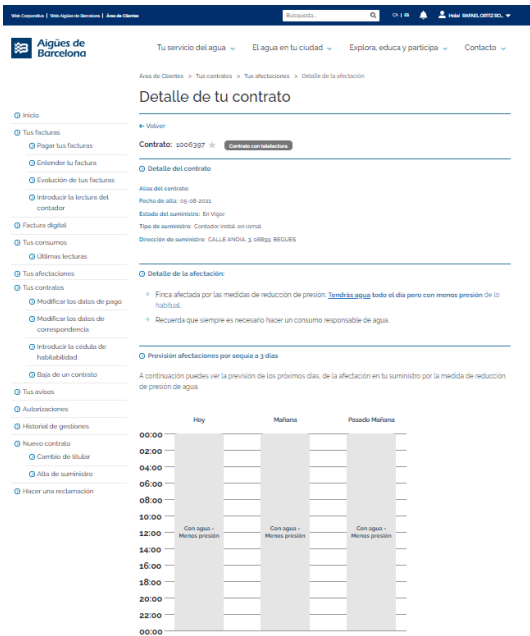 Web Corporativa | Web Aigües de Barcelona | Área de Clientes
Búsqueda...
CA | ES
Hola! RAFAEL ORTIZ RO...
Aigües de
Barcelona
Tu servicio del agua
El agua en tu ciudad
Explora, educa y participa
Contacto
Área de Clientes > Tus contratos > Tus afectaciones > Detalle de la afectación
Detalle de tu contrato
Inicio
Tus facturas
Pagar tus facturas
Entender tu factura
Evolución de tus facturas
Introducir la lectura del
contador
Factura digital
Tus consumos
Últimas lecturas
Tus afectaciones
Tus contratos
Modificar los datos de pago
Modificar los datos de
correspondencia
Introducir la cédula de
habitabilidad
Baja de un contrato
Tus avisos
Autorizaciones
Historial de gestiones
Nuevo contrato
Cambio de titular
Alta de suministro
Hacer una reclamación
Volver
Contrato: 1006397
Contrato con telelectura
Detalle del contrato
Alias del contrato:
Fecha de alta: 05-08-2021
Estado del suministro: En Vigor
Tipo de suministro: Contador instal. en ramal
Dirección de suministro: CALLE ANOIA, 3, 08859, BEGUES
Detalle de la afectación:
Finca afectada por las medidas de reducción de presión. Tendrás agua todo el día pero con menos presión de lo
habitual.
Recuerda que siempre es necesario hacer un consumo responsable de agua.
Previsión afectaciones por sequía a 3 días
A continuación puedes ver la previsión de los próximos días, de la afectación en tu suministro por la medida de reducción
de presión de agua.
Hoy
Mañana
Pasado Mañana
00:00
02:00
04:00
06:00
08:00
10:00
12:00
14:00
16:00
18:00
20:00
22:00
00:00
Con agua -
Menos presión
Con agua -
Menos presión
Con agua -
Menos presión